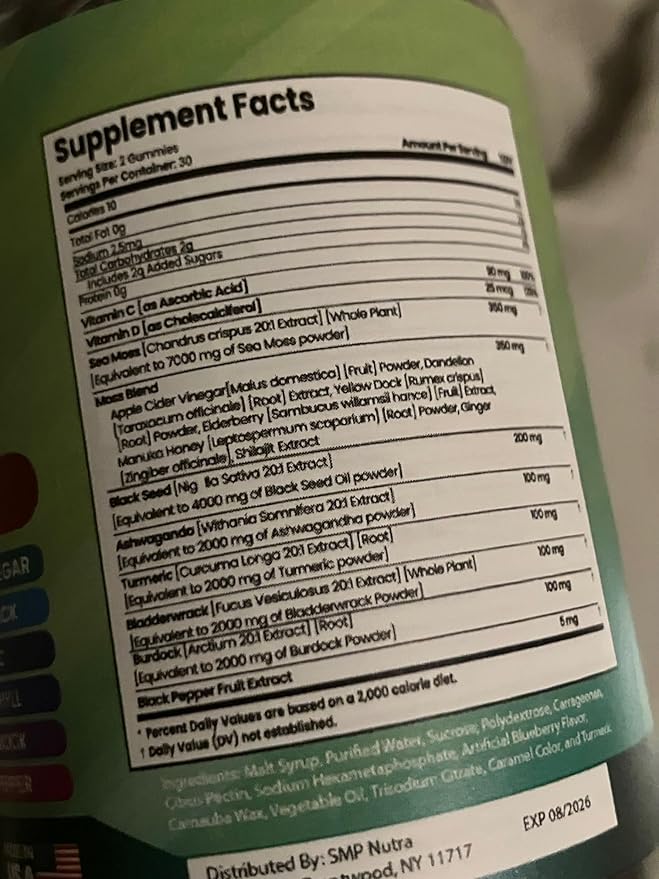 Supplement Facts
Serving Size: 2 Gummies
Servings Per Container: 30
Amount Per Serving
Calories 10
Total Fat 0g
Sodium 2.5mg
Total Carbohydrates 2g
Includes 2g Added Sugars
Protein 0g
Vitamin C [as Ascorbic Acid] 90 mg 100%
Vitamin D [as Cholecalciferol] 25 mcg 125%
Sea Moss [Chondrus crispus 20:1 Extract] [Whole Plant] 350 mg
[Equivalent to 7000 mg of Sea Moss powder]
Moss Blend 350 mg
Apple Cider Vinegar[Malus domestica] [Fruit] Powder, Dandelion
[Taraxacum officinale] [Root] Extract, Yellow Dock [Rumex crispus]
[Root] Powder, Elderberry [Sambucus williamsii hance] [Fruit] Extract,
Manuka Honey [Leptospermum scoparium] [Root] Powder, Ginger
[Zingiber officinale], Shilajit Extract
Black Seed [Nig lla Sativa 20:1 Extract] 200 mg
[Equivalent to 4000 mg of Black Seed Oil powder]
Ashwaganda [Withania Somnifera 20:1 Extract] 100 mg
[Equivalent to 2000 mg of Ashwagandha powder]
Turmeric [Curcuma Longa 20:1 Extract] [Root] 100 mg
[Equivalent to 2000 mg of Turmeric powder]
Bladderwrack [Fucus Vesiculosus 20:1 Extract] [Whole Plant] 100 mg
[Equivalent to 2000 mg of Bladderwrack Powder]
Burdock [Arctium 20:1 Extract] [Root] 100 mg
[Equivalent to 2000 mg of Burdock Powder]
Black Pepper Fruit Extract 5 mg
* Percent Daily Values are based on a 2,000 calorie diet.
† Daily Value (DV) not established.
Ingredients: Malt Syrup, Purified Water, Sucrose, Polydextrose, Carrageenan,
Citrus Pectin, Sodium Hexametaphosphate, Artificial Blueberry Flavor,
Carnauba Wax, Vegetable Oil, Trisodium Citrate, Caramel Color, and Turmeric
EXP 08/2026
Distributed By: SMP Nutra
NY 11717
USA